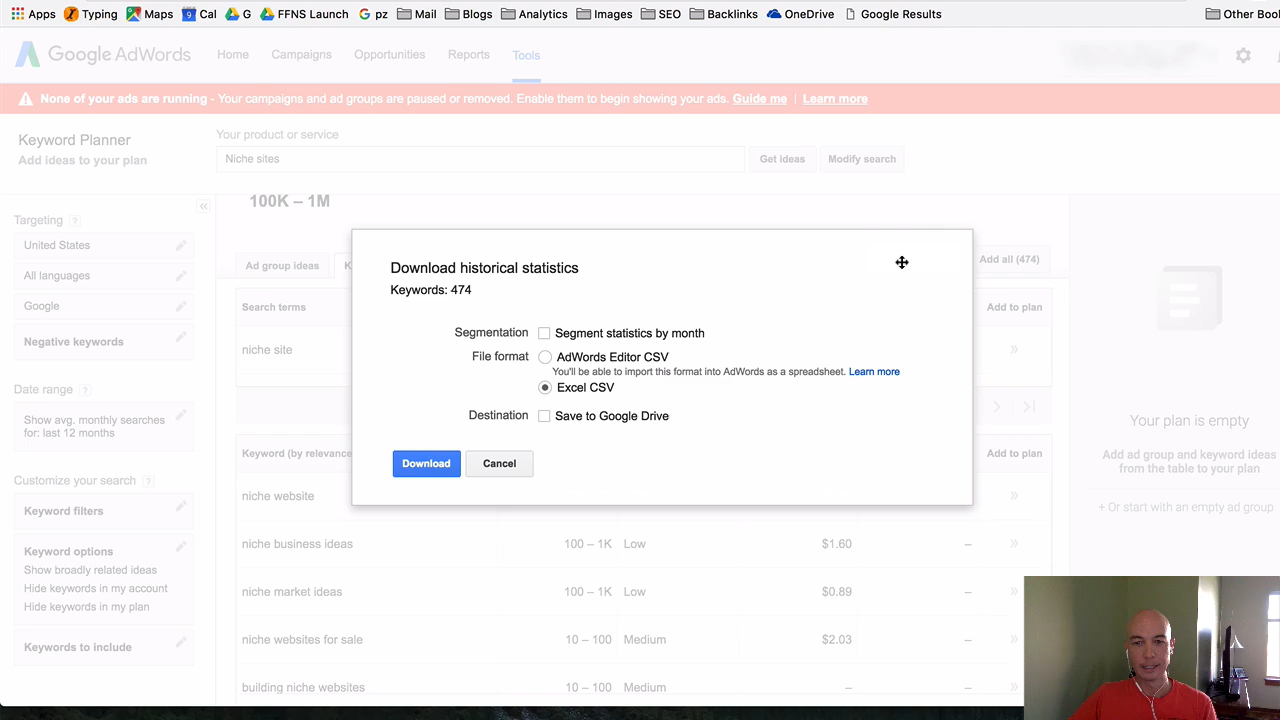 Apps Typing Maps Cal G FFNS Launch pz Mail Blogs Analytics Images SEO Backlinks OneDrive Google Results Other Boo
Google AdWords Home Campaigns Opportunities Reports Tools
None of your ads are running - Your campaigns and ad groups are paused or removed. Enable them to begin showing your ads. Guide me | Learn more
Keyword Planner
Add ideas to your plan
Your product or service
Niche sites
Get ideas
Modify search
Targeting ?
United States
All languages
Google
Negative keywords
Date range ?
Show avg. monthly searches
for: last 12 months
Customize your search ?
Keyword filters
Keyword options
Show broadly related ideas
Hide keywords in my account
Hide keywords in my plan
Keywords to include
100K – 1M
Ad group ideas K
Add all (474)
Search terms
Add to plan
niche site
Keyword (by relevance
Add to plan
niche website
niche business ideas 100 – 1K Low $1.60 –
niche market ideas 100 – 1K Low $0.89 –
niche websites for sale 10 – 100 Medium $2.03 –
building niche websites 10 – 100 Medium – –
Download historical statistics
Keywords: 474
Segmentation Segment statistics by month
File format AdWords Editor CSV
You'll be able to import this format into AdWords as a spreadsheet. Learn more
Excel CSV
Destination Save to Google Drive
Download Cancel
Your plan is empty
Add ad group and keyword ideas
from the table to your plan
+ Or start with an empty ad group